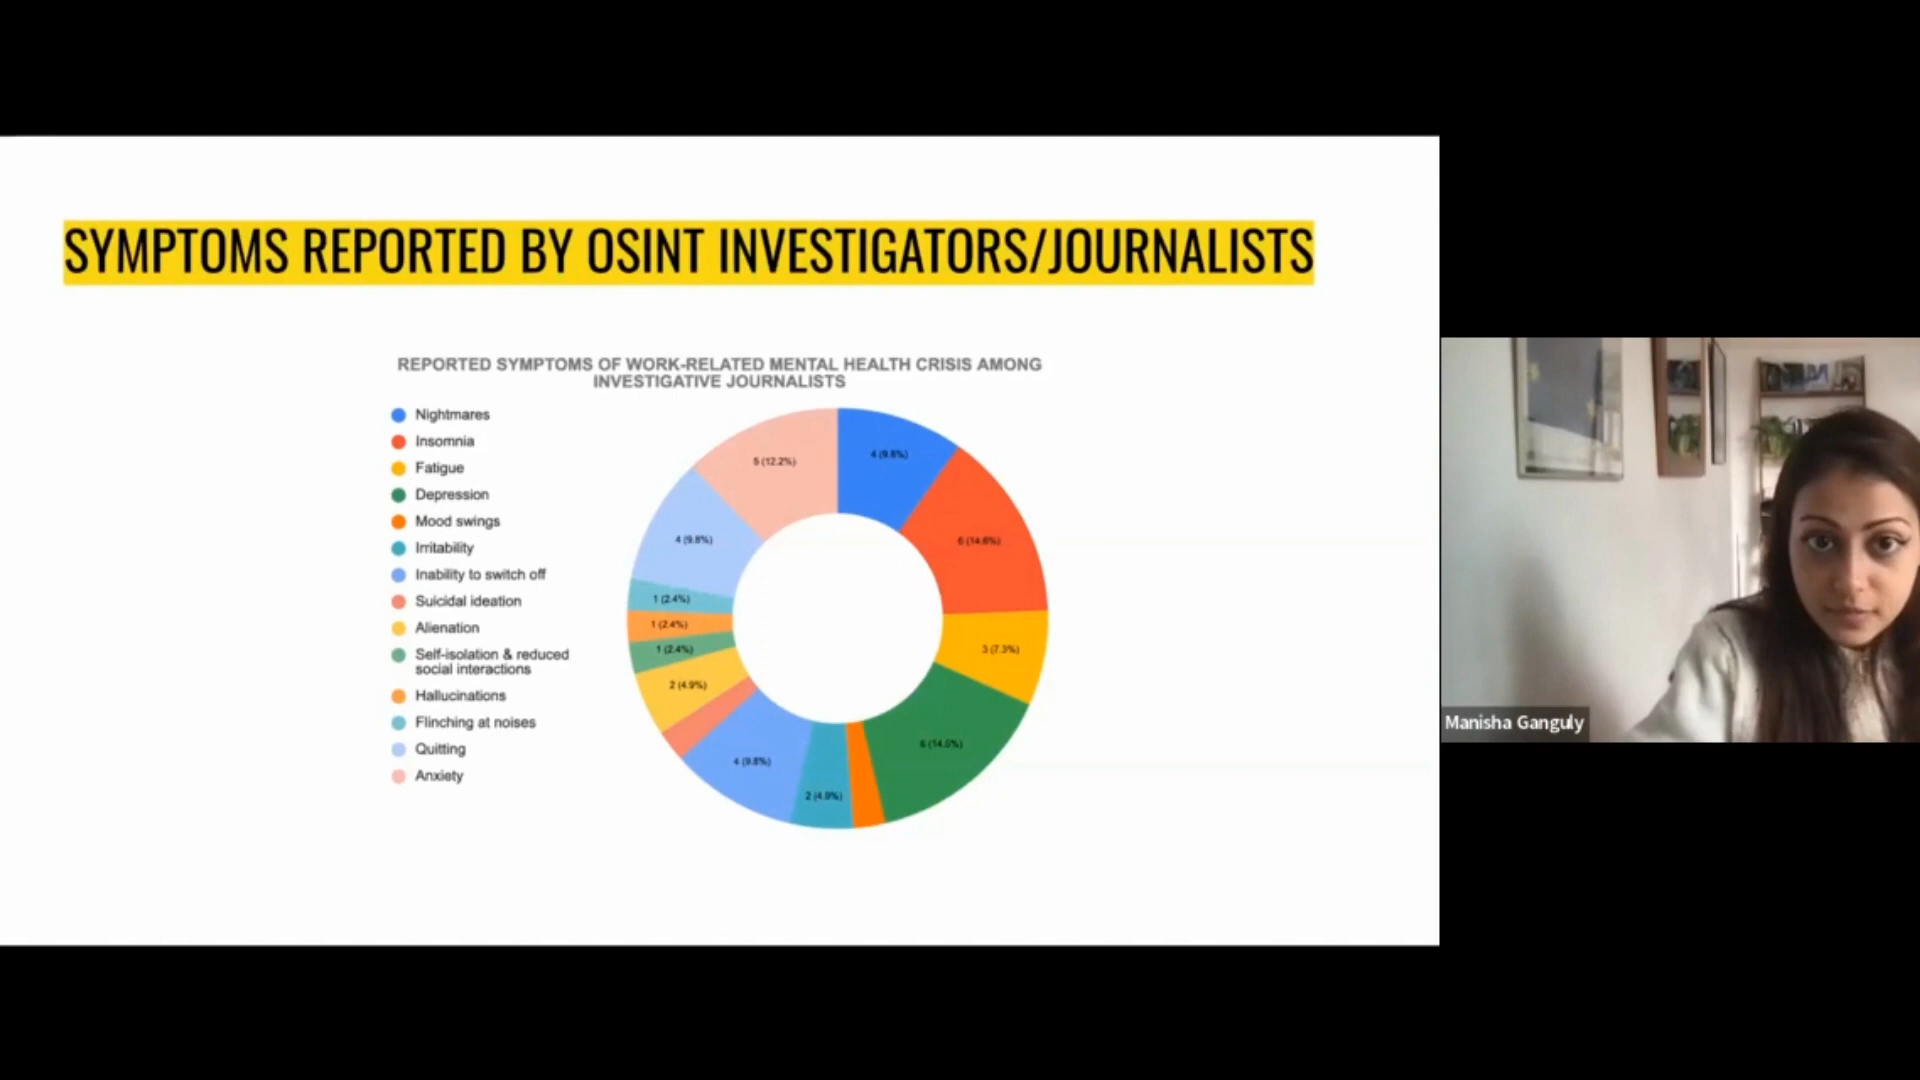 SYMPTOMS REPORTED BY OSINT INVESTIGATORS/JOURNALISTS
REPORTED SYMPTOMS OF WORK-RELATED MENTAL HEALTH CRISIS AMONG
INVESTIGATIVE JOURNALISTS
Nightmares
Insomnia
Fatigue
Depression
Mood swings
Irritability
Inability to switch off
Suicidal ideation
Alienation
Self-isolation & reduced
social interactions
Hallucinations
Flinching at noises
Quitting
Anxiety
4 (9.8%)
6 (14.6%)
3 (7.3%)
6 (14.6%)
2 (4.9%)
4 (9.8%)
2 (4.9%)
1 (2.4%)
1 (2.4%)
1 (2.4%)
4 (9.8%)
5 (12.2%)
Manisha Ganguly